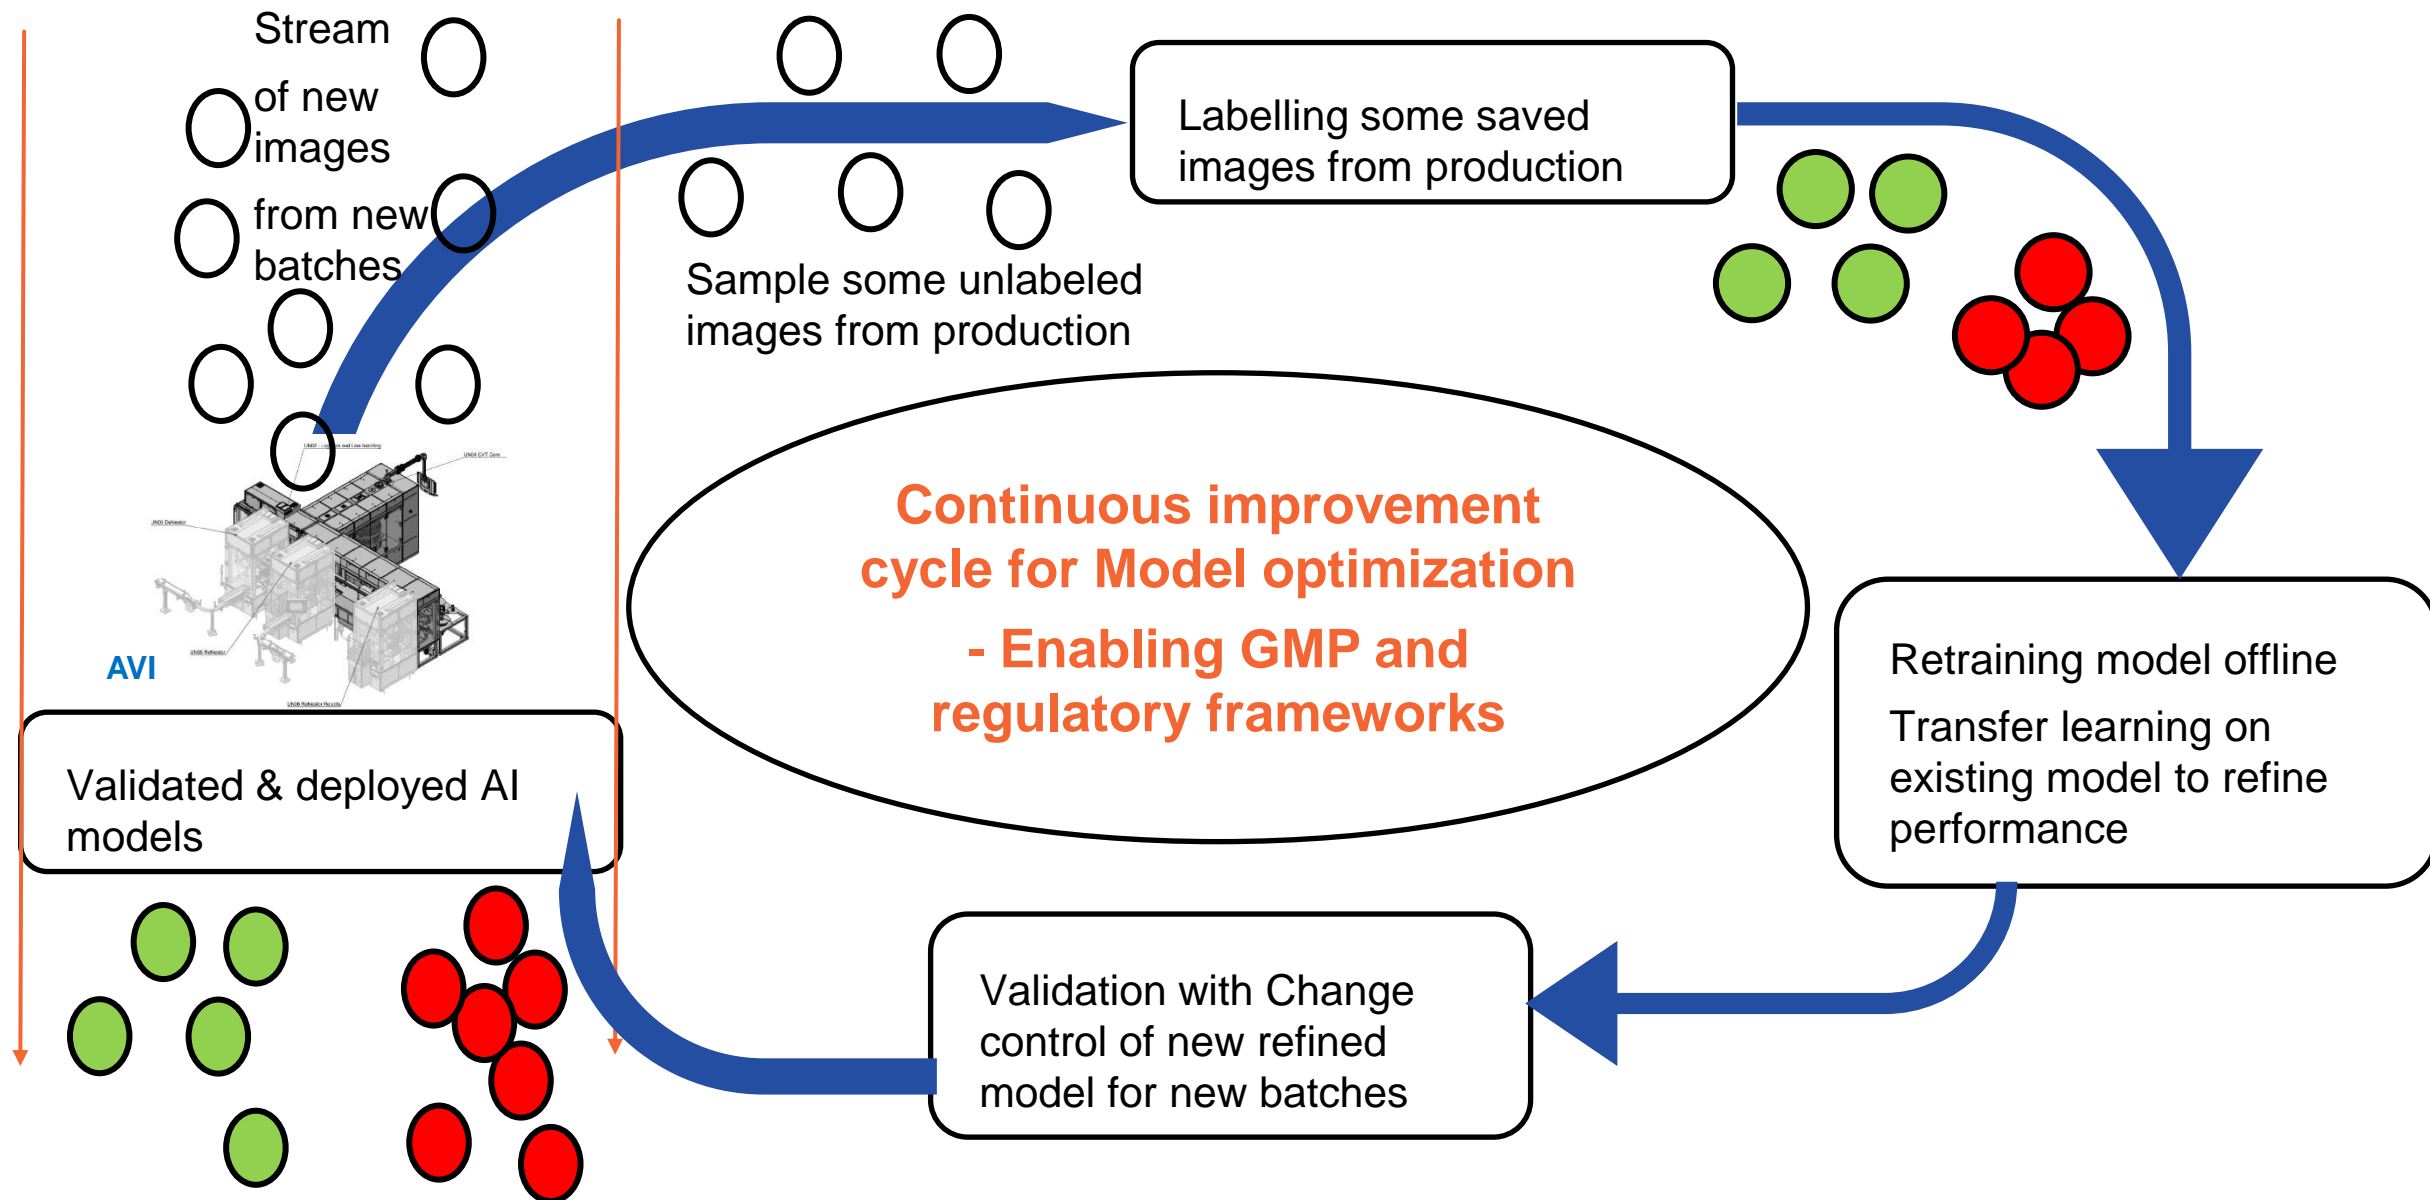 Stream
of new
images
from new
batches
Sample some unlabeled
images from production
Labelling some saved
images from production
Continuous improvement
cycle for Model optimization
- Enabling GMP and
regulatory frameworks
UN04 CVT Core
AVI
Validated & deployed AI
models
Retraining model offline
Transfer learning on
existing model to refine
performance
Validation with Change
control of new refined
model for new batches